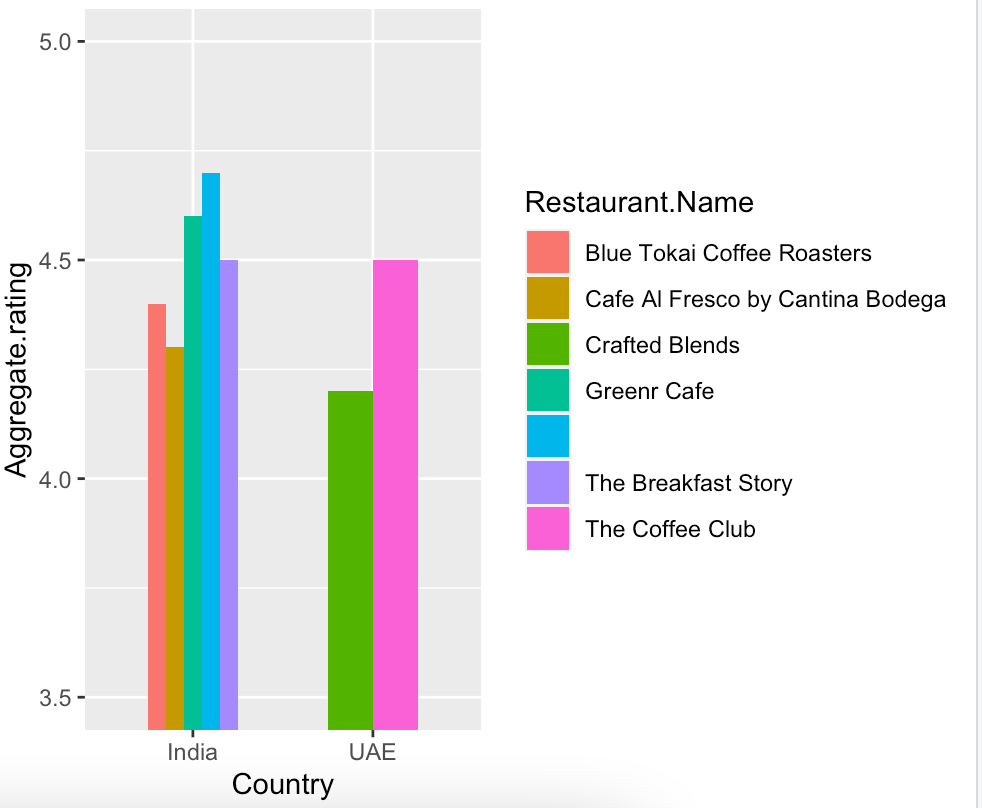 5.0
4.5
4.0
3.5
Aggregate.rating
India
UAE
Country
Restaurant.Name
Blue Tokai Coffee Roasters
Cafe Al Fresco by Cantina Bodega
Crafted Blends
Greenr Cafe
The Breakfast Story
The Coffee Club